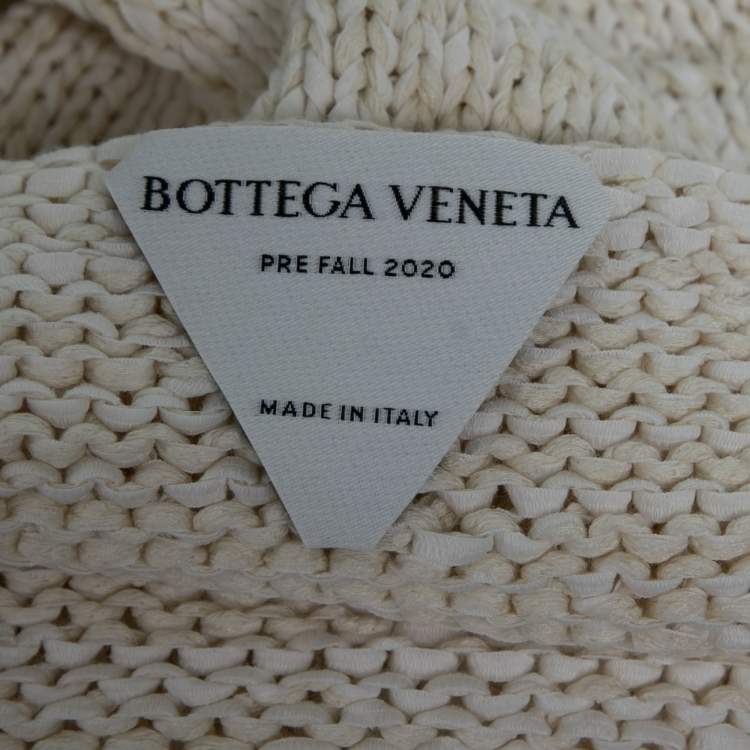 BOTTEGA VENETA
PRE FALL 2020
MADE IN ITALY